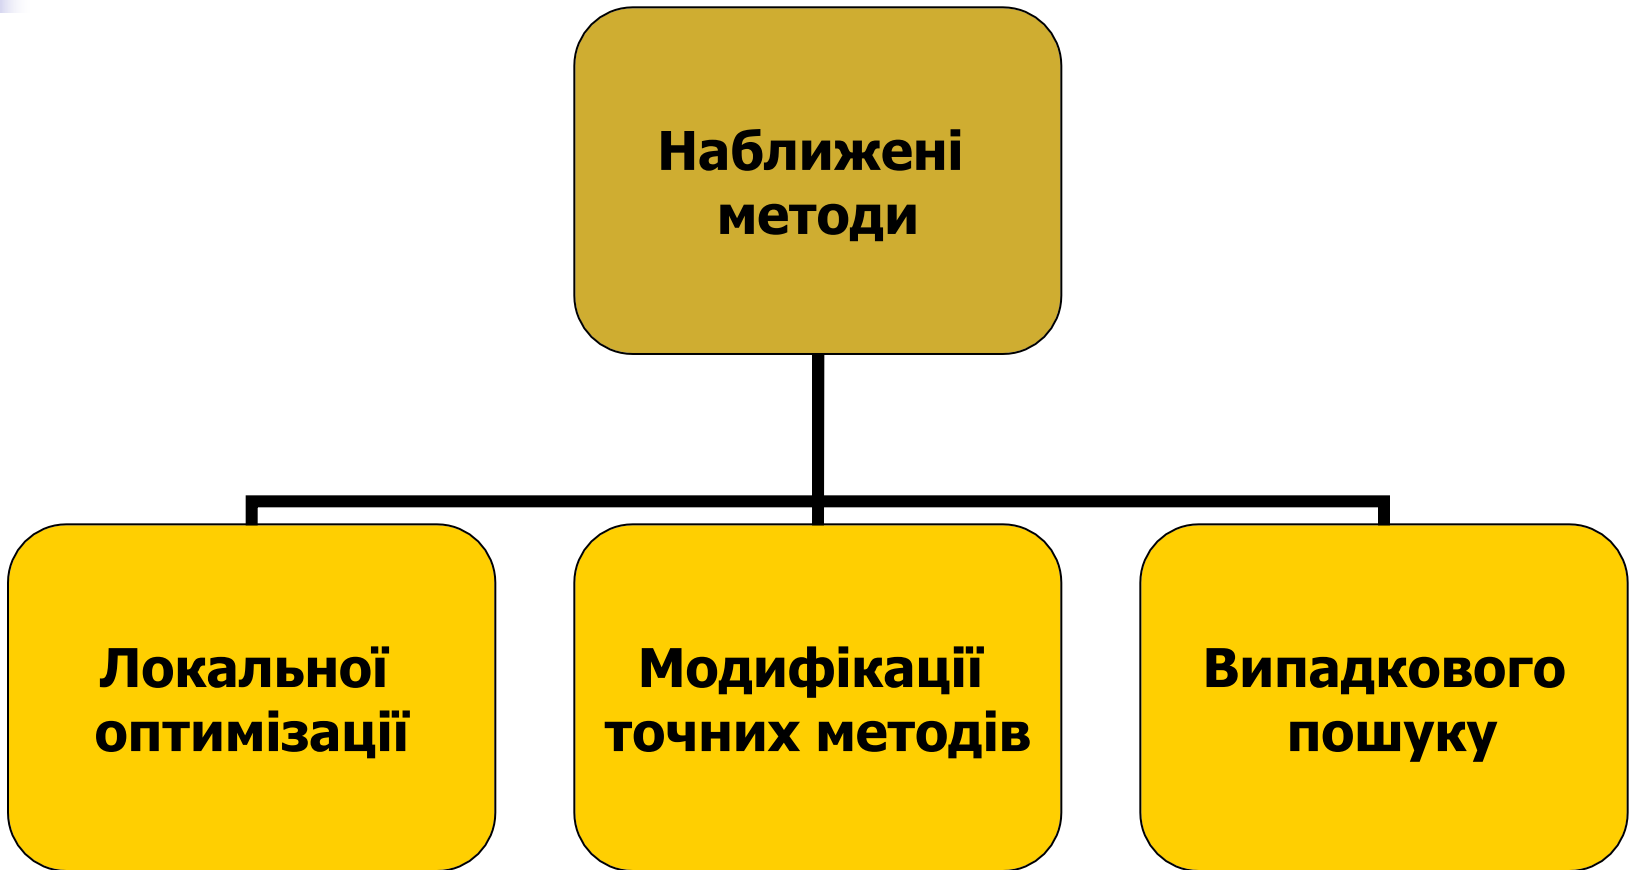 Наближені
методи
Локальної
оптимізації
Модифікації
точних методів
Випадкового
пошуку